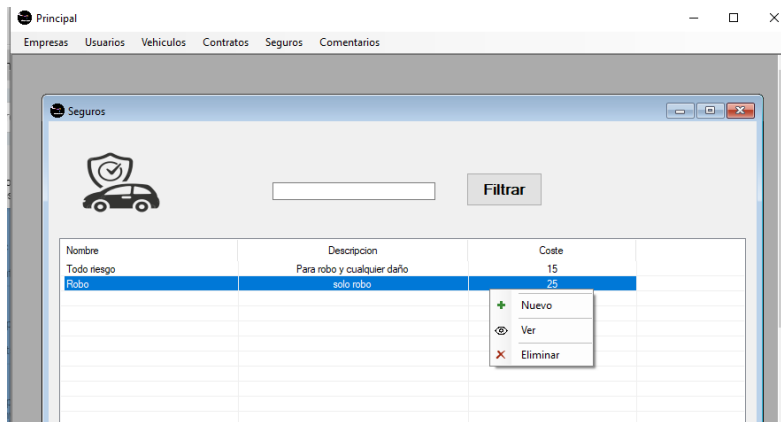 Principal
Empresas Usuarios Vehiculos Contratos Seguros Comentarios
Seguros
Filtrar
Nombre Descripcion Coste
Todo riesgo Para robo y cualquier daño 15
Robo solo robo 25
Nuevo
Ver
Eliminar